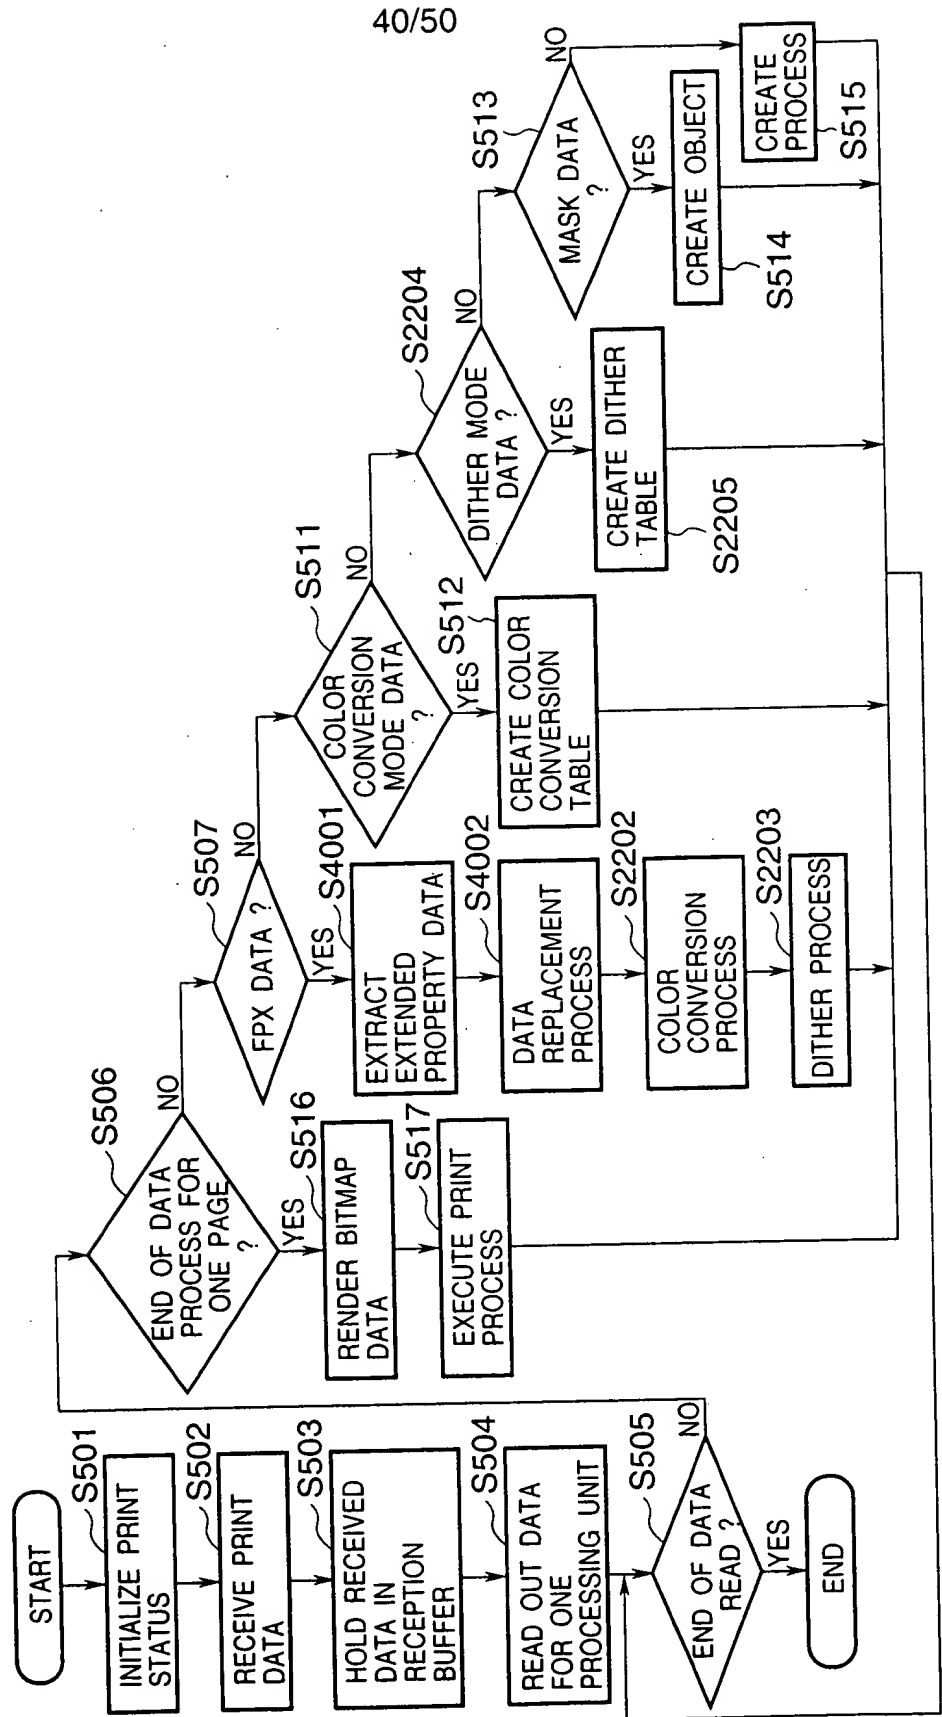 40/50
START
S501
INITIALIZE PRINT
STATUS
S502
RECEIVE PRINT
DATA
S503
HOLD RECEIVED
DATA IN
RECEPTION
BUFFER
S504
READ OUT DATA
FOR ONE
PROCESSING UNIT
S505
END OF DATA
READ ?
NO
YES
END
S506
END OF DATA
PROCESS FOR
ONE PAGE
?
NO
YES
S516
RENDER BITMAP
DATA
S517
EXECUTE PRINT
PROCESS
S507
FPX DATA ?
NO
YES
S4001
EXTRACT
EXTENDED
PROPERTY DATA
S4002
DATA
REPLACEMENT
PROCESS
S2202
COLOR
CONVERSION
PROCESS
S2203
DITHER PROCESS
S511
COLOR
CONVERSION
MODE DATA
?
NO
YES
S512
CREATE COLOR
CONVERSION
TABLE
S2204
DITHER MODE
DATA ?
NO
YES
CREATE DITHER
TABLE
S2205
S513
MASK DATA
?
NO
YES
CREATE OBJECT
S514
CREATE
PROCESS
S515